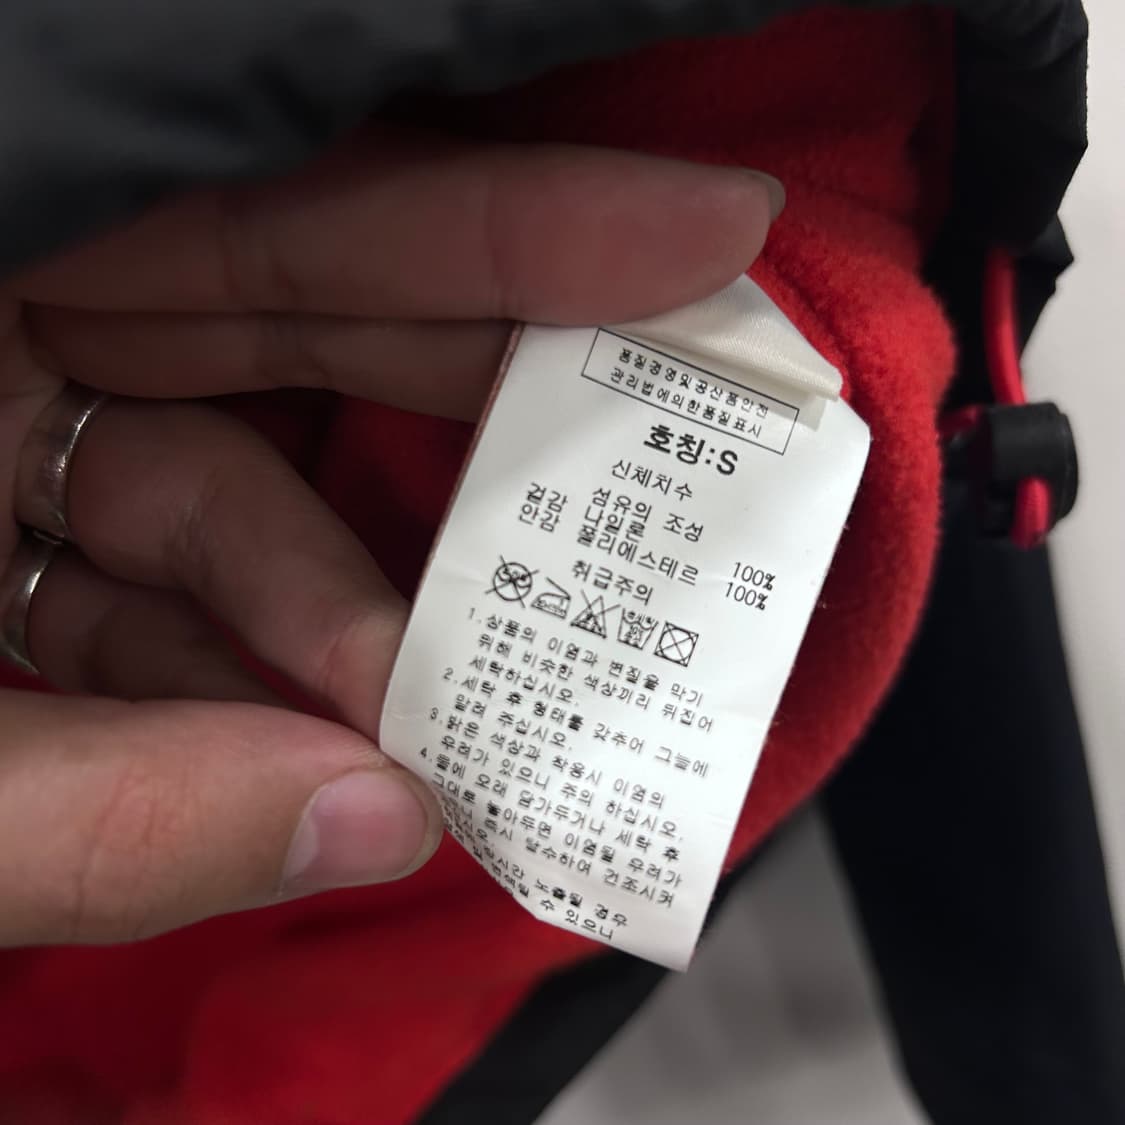 품질경영및공산품안전
관리법에의한품질표시
호칭:S
신체치수
섬유의 조성
겉감 나일론 100%
안감 폴리에스테르 100%
취급주의
1.상품의 이염과 변질을 막기
위해 비슷한 색상끼리 뒤집어
세탁하십시오.
2.세탁 후 형태를 갖추어 그늘에
말려 주십시오.
3.밝은 색상과 착용시 이염의
우려가 있으니 주의 하십시오.
4.물에 오래 담가두거나 세탁 후
그대로 놓아두면 이염될 우려가
즉시 탈수하여 건조시켜
노출될 경우
수 있으니